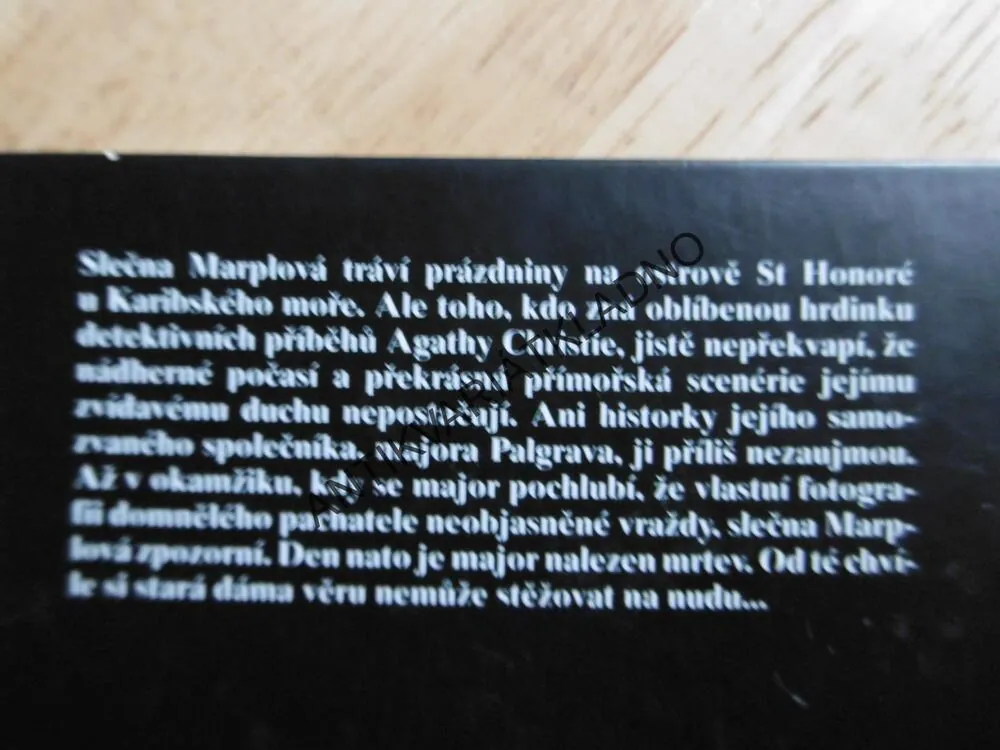 Slečna Marplová tráví prázdniny na ostrově St Honoré
u Karibského moře. Ale toho, kdo zná oblíbenou hrdinku
detektivních příběhů Agathy Christie, jistě nepřekvapí, že
nádherné počasí a překrásná přímořská scenérie jejímu
zvídavému duchu nepostačují. Ani historky jejího samo-
zvaného společníka, majora Palgrava, ji příliš nezaujmou.
Až v okamžiku, kdy se major pochlubí, že vlastní fotogra-
fii domnělého pachatele neobjasněné vraždy, slečna Marp-
lová zpozorní. Den nato je major nalezen mrtev. Od té chví-
le si stará dáma věru nemůže stěžovat na nudu...
ANTIKVARIÁT KLADNO